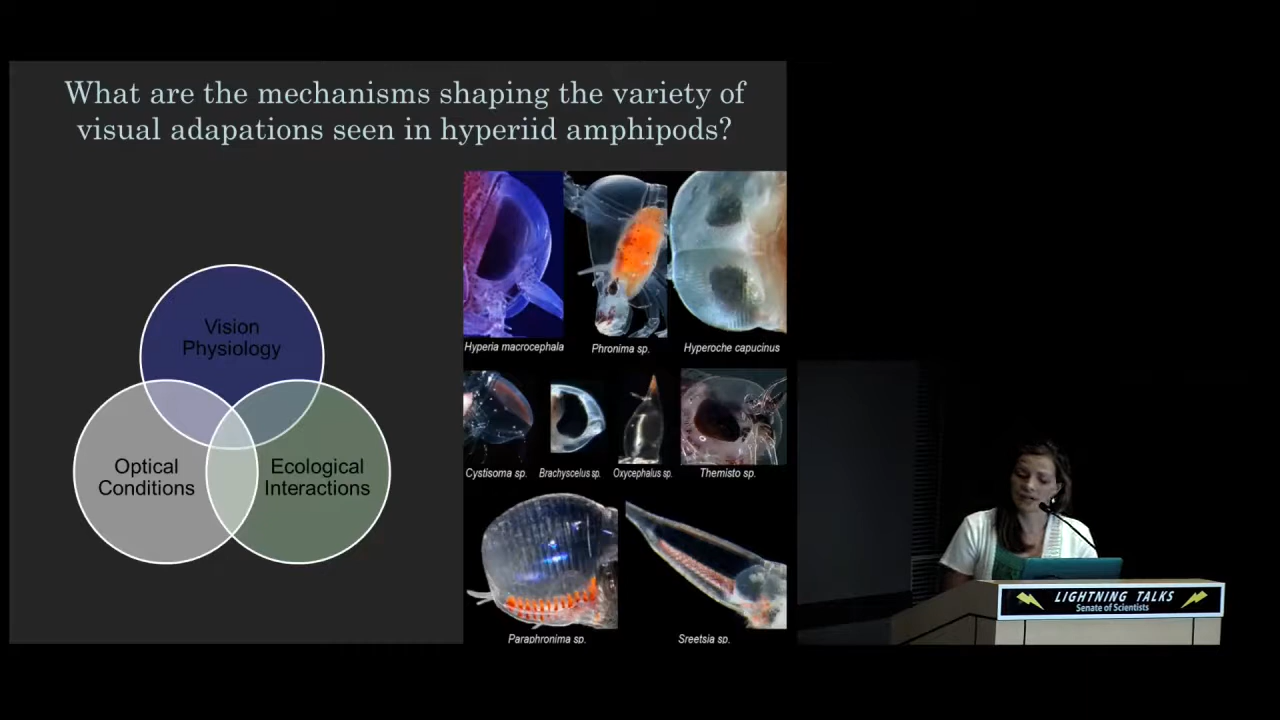 What are the mechanisms shaping the variety of
visual adapations seen in hyperiid amphipods?
Vision
Physiology
Optical
Conditions
Ecological
Interactions
Hyperia macrocephala
Phronima sp.
Hyperoche capucinus
Cystisoma sp.
Brachyscelus sp.
Oxycephalus sp.
Themisto sp.
Paraphronima sp.
Sreetsia sp.
LIGHTNING TALKS
Senate of Scientists